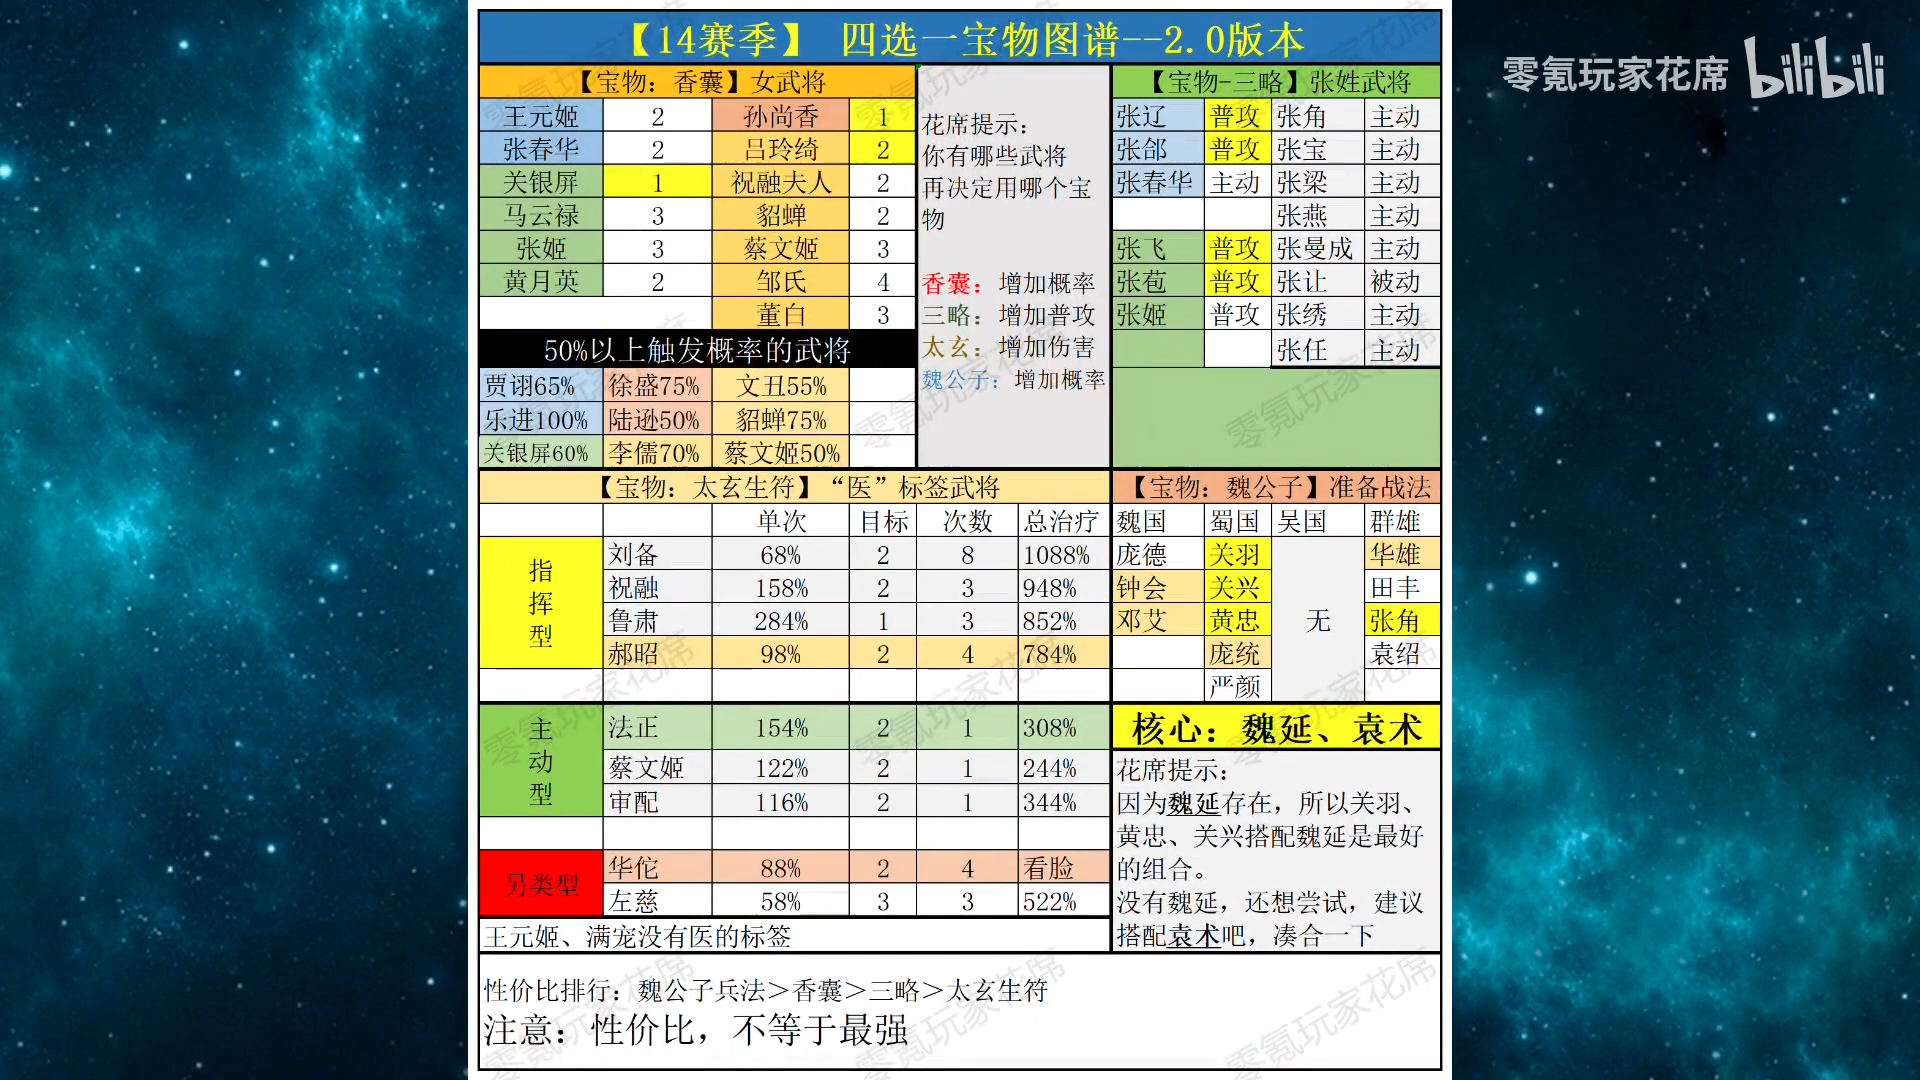 【14赛季】 四选一宝物图谱--2.0版本
零氪玩家花席 bilibili
【宝物：香囊】女武将
王元姬 2 孙尚香 1
张春华 2 吕玲绮 2
关银屏 1 祝融夫人 2
马云禄 3 貂蝉 2
张姬 3 蔡文姬 3
黄月英 2 邹氏 4
董白 3
50%以上触发概率的武将
贾诩65% 徐盛75% 文丑55%
乐进100% 陆逊50% 貂蝉75%
关银屏60% 李儒70% 蔡文姬50%
花席提示：
你有哪些武将
再决定用哪个宝
物
香囊：增加概率
三略：增加普攻
太玄：增加伤害
魏公子：增加概率
【宝物-三略】张姓武将
张辽 普攻 张角 主动
张郃 普攻 张宝 主动
张春华 主动 张梁 主动
张燕 主动
张飞 普攻 张曼成 主动
张苞 普攻 张让 被动
张姬 普攻 张绣 主动
张任 主动
【宝物：太玄生符】“医”标签武将
单次 目标 次数 总治疗
指挥型
刘备 68% 2 8 1088%
祝融 158% 2 3 948%
鲁肃 284% 1 3 852%
郝昭 98% 2 4 784%
主动型
法正 154% 2 1 308%
蔡文姬 122% 2 1 244%
审配 116% 2 1 344%
另类型
华佗 88% 2 4 看脸
左慈 58% 3 3 522%
王元姬、满宠没有医的标签
【宝物：魏公子】准备战法
魏国 蜀国 吴国 群雄
庞德 关羽 华雄
钟会 关兴 田丰
邓艾 黄忠 无 张角
庞统 袁绍
严颜
核心：魏延、袁术
花席提示：
因为魏延存在，所以关羽、
黄忠、关兴搭配魏延是最好
的组合。
没有魏延，还想尝试，建议
搭配袁术吧，凑合一下
性价比排行：魏公子兵法＞香囊＞三略＞太玄生符
注意：性价比，不等于最强